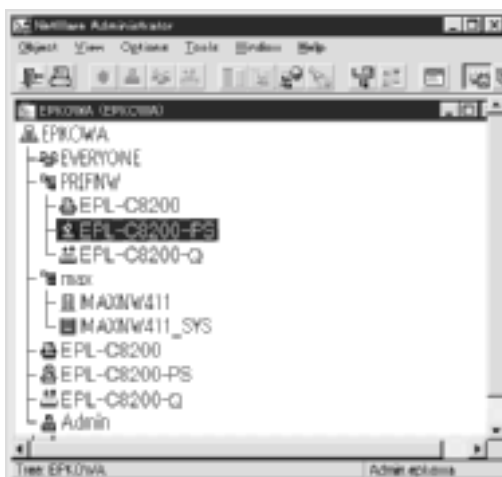 NetWare Administrator
Object View Options Tools Window Help
EPKOWA (EPKOWA)
EPKOWA
EVERYONE
PRIFNW
EPL-C8200
EPL-C8200-PS
EPL-C8200-Q
max
MAXNW411
MAXNW411_SYS
EPL-C8200
EPL-C8200-PS
EPL-C8200-Q
Admin
Tree: EPKOWA
Admin epkowa